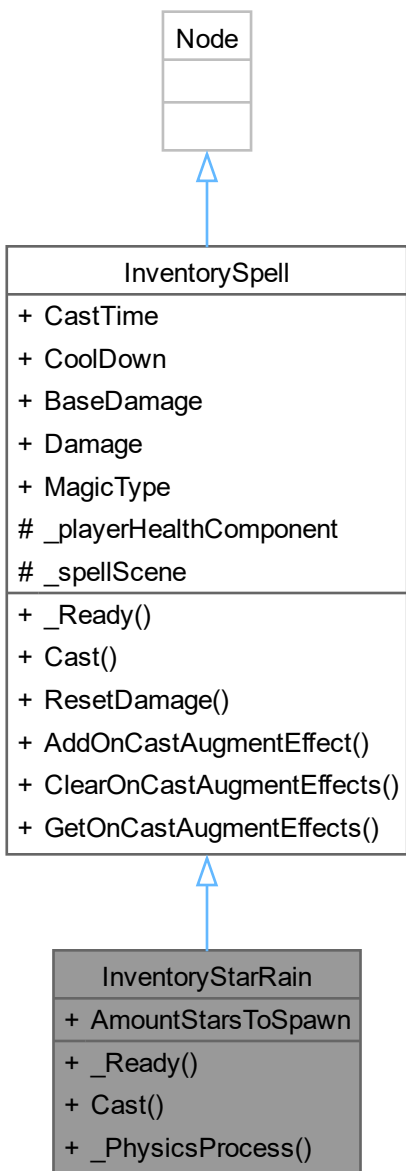 Node
InventorySpell
+ CastTime
+ CoolDown
+ BaseDamage
+ Damage
+ MagicType
# _playerHealthComponent
# _spellScene
+ _Ready()
+ Cast()
+ ResetDamage()
+ AddOnCastAugmentEffect()
+ ClearOnCastAugmentEffects()
+ GetOnCastAugmentEffects()
InventoryStarRain
+ AmountStarsToSpawn
+ _Ready()
+ Cast()
+ _PhysicsProcess()